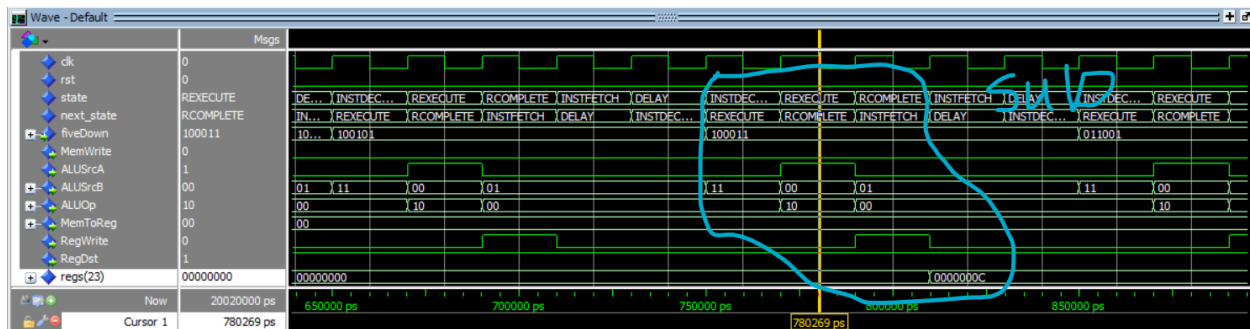 Wave - Default
Msgs
clk 0
rst 0
state REXECUTE DE... INSTDEC... REXECUTE RCOMPLETE INSTFETCH DELAY INSTDEC... REXECUTE RCOMPLETE INSTFETCH DELAY INSTDEC... REXECUTE
next_state RCOMPLETE IN... REXECUTE RCOMPLETE INSTFETCH DELAY INSTDEC... REXECUTE RCOMPLETE INSTFETCH DELAY INSTDEC... REXECUTE RCOMPLETE
fiveDown 100011 10... 100101 100011 011001
MemWrite 0
ALUSrcA 1
ALUSrcB 00 01 11 00 01 11 00 01 11 00
ALUOp 10 00 10 00 10 00 10
MemToReg 00 00
RegWrite 0
RegDst 1
regs(23) 00000000 00000000 0000000C
Now 20020000 ps 650000 ps 700000 ps 750000 ps 800000 ps 850000 ps
Cursor 1 780269 ps 780269 ps